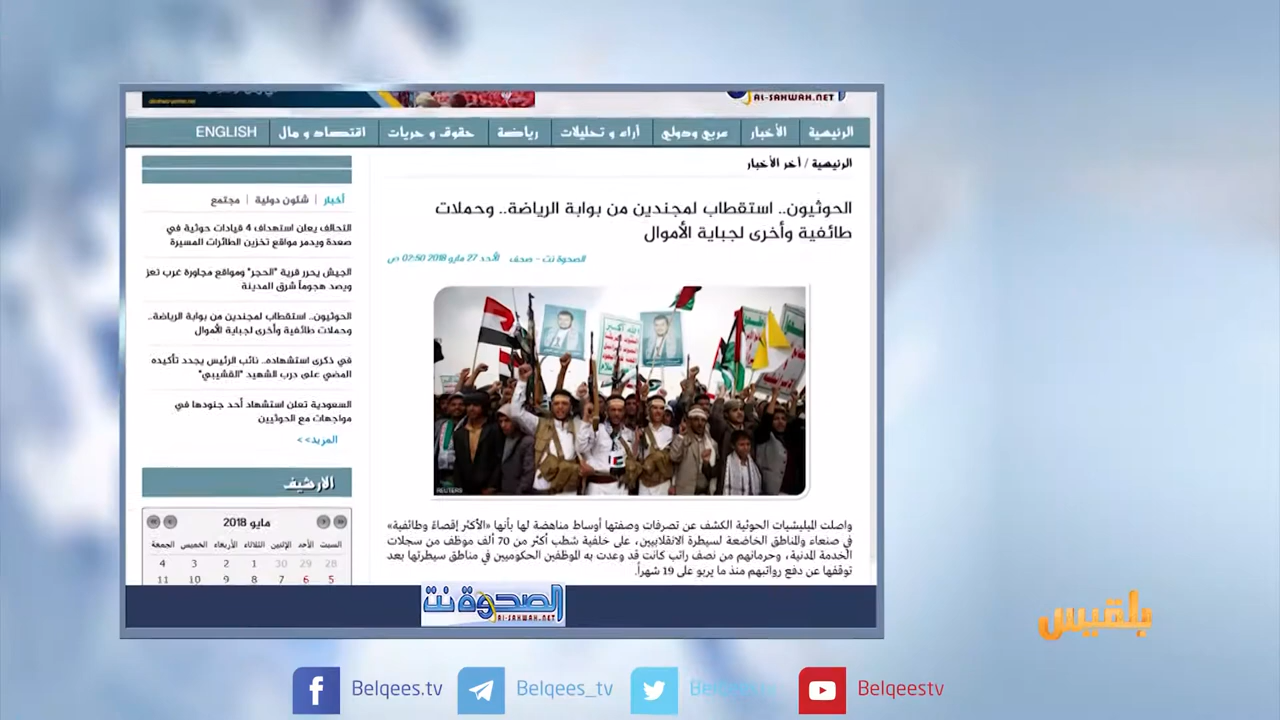 AL-SAHWAH.NET
الرئيسية
الأخبار
عربي ودولي
آراء و تحليلات
رياضة
حقوق و حريات
اقتصاد و مال
ENGLISH
الرئيسية / آخر الأخبار
الحوثيون.. استقطاب لمجندين من بوابة الرياضة.. وحملات
طائفية وأخرى لجباية الأموال
الصحوة نت - صحف الأحد 27 مايو 2018 02:50 ص
REUTERS
واصلت الميليشيات الحوثية الكشف عن تصرفات وصفتها أوساط مناهضة لها بأنها «الأكثر إقصاءً وطائفية»
في صنعاء والمناطق الخاضعة لسيطرة الانقلابيين، على خلفية شطب أكثر من 70 ألف موظف من سجلات
الخدمة المدنية، وحرمانهم من نصف راتب كانت قد وعدت به الموظفين الحكوميين في مناطق سيطرتها بعد
توقفها عن دفع رواتبهم منذ ما يربو على 19 شهراً.
أخبار | شئون دولية | مجتمع
التحالف يعلن استهداف 4 قيادات حوثية في
صعدة ويدمر مواقع تخزين الطائرات المسيرة
الجيش يحرر قرية "الحجر" ومواقع مجاورة غرب تعز
ويصد هجوماً شرق المدينة
الحوثيون.. استقطاب لمجندين من بوابة الرياضة..
وحملات طائفية وأخرى لجباية الأموال
في ذكرى استشهاده.. نائب الرئيس يجدد تأكيده
المضي على درب الشهيد "القشيبي"
السعودية تعلن استشهاد أحد جنودها في
مواجهات مع الحوثيين
المزيد>>
الارشيف
مايو 2018
السبت الأحد الإثنين الثلاثاء الأربعاء الخميس الجمعة
28 29 30 1 2 3 4
5 6 7 8 9 10 11
الصحوة نت
AL-SAHWAH.NET
بلقيس
Belqees.tv
Belqees_tv
Belqeestv